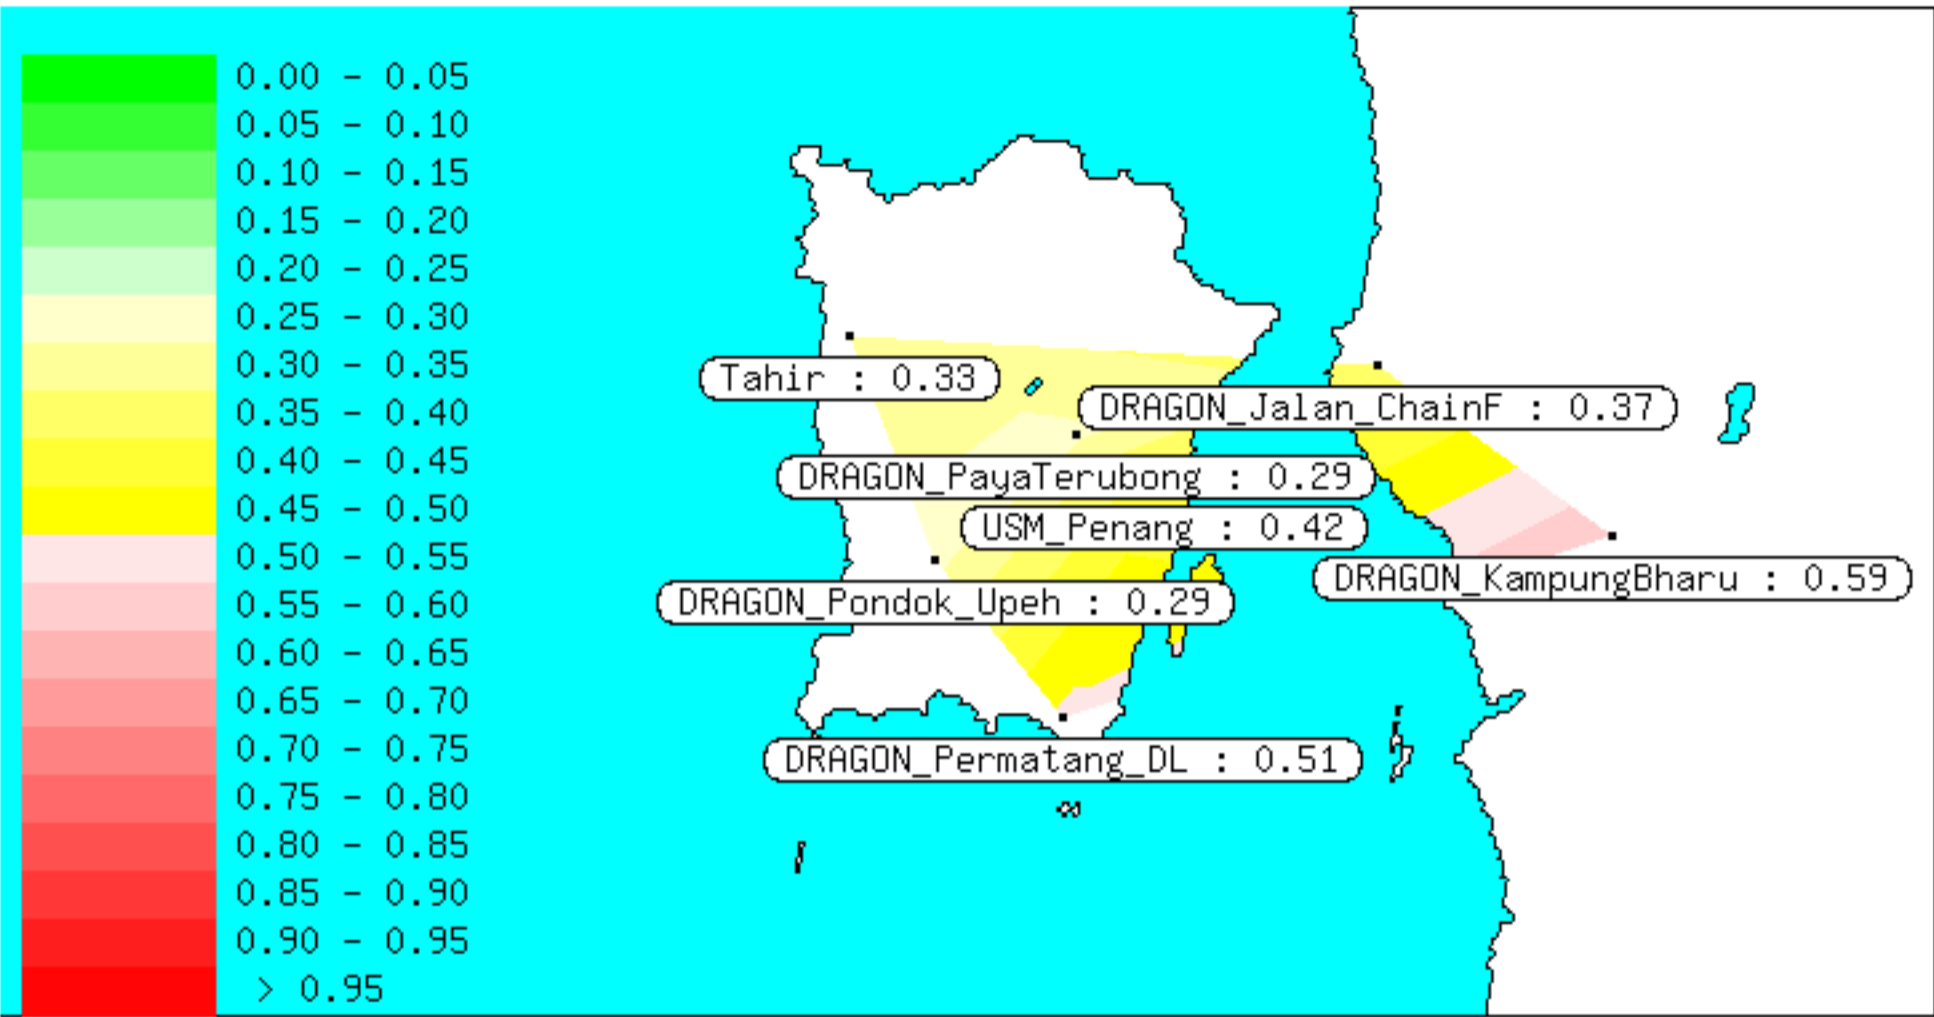 0.00 - 0.05
0.05 - 0.10
0.10 - 0.15
0.15 - 0.20
0.20 - 0.25
0.25 - 0.30
0.30 - 0.35
0.35 - 0.40
0.40 - 0.45
0.45 - 0.50
0.50 - 0.55
0.55 - 0.60
0.60 - 0.65
0.65 - 0.70
0.70 - 0.75
0.75 - 0.80
0.80 - 0.85
0.85 - 0.90
0.90 - 0.95
> 0.95
Tahir : 0.33
DRAGON_Jalan_ChainF : 0.37
DRAGON_PayaTerubong : 0.29
USM_Penang : 0.42
DRAGON_KampungBharu : 0.59
DRAGON_Pondok_Upeh : 0.29
DRAGON_Permatang_DL : 0.51